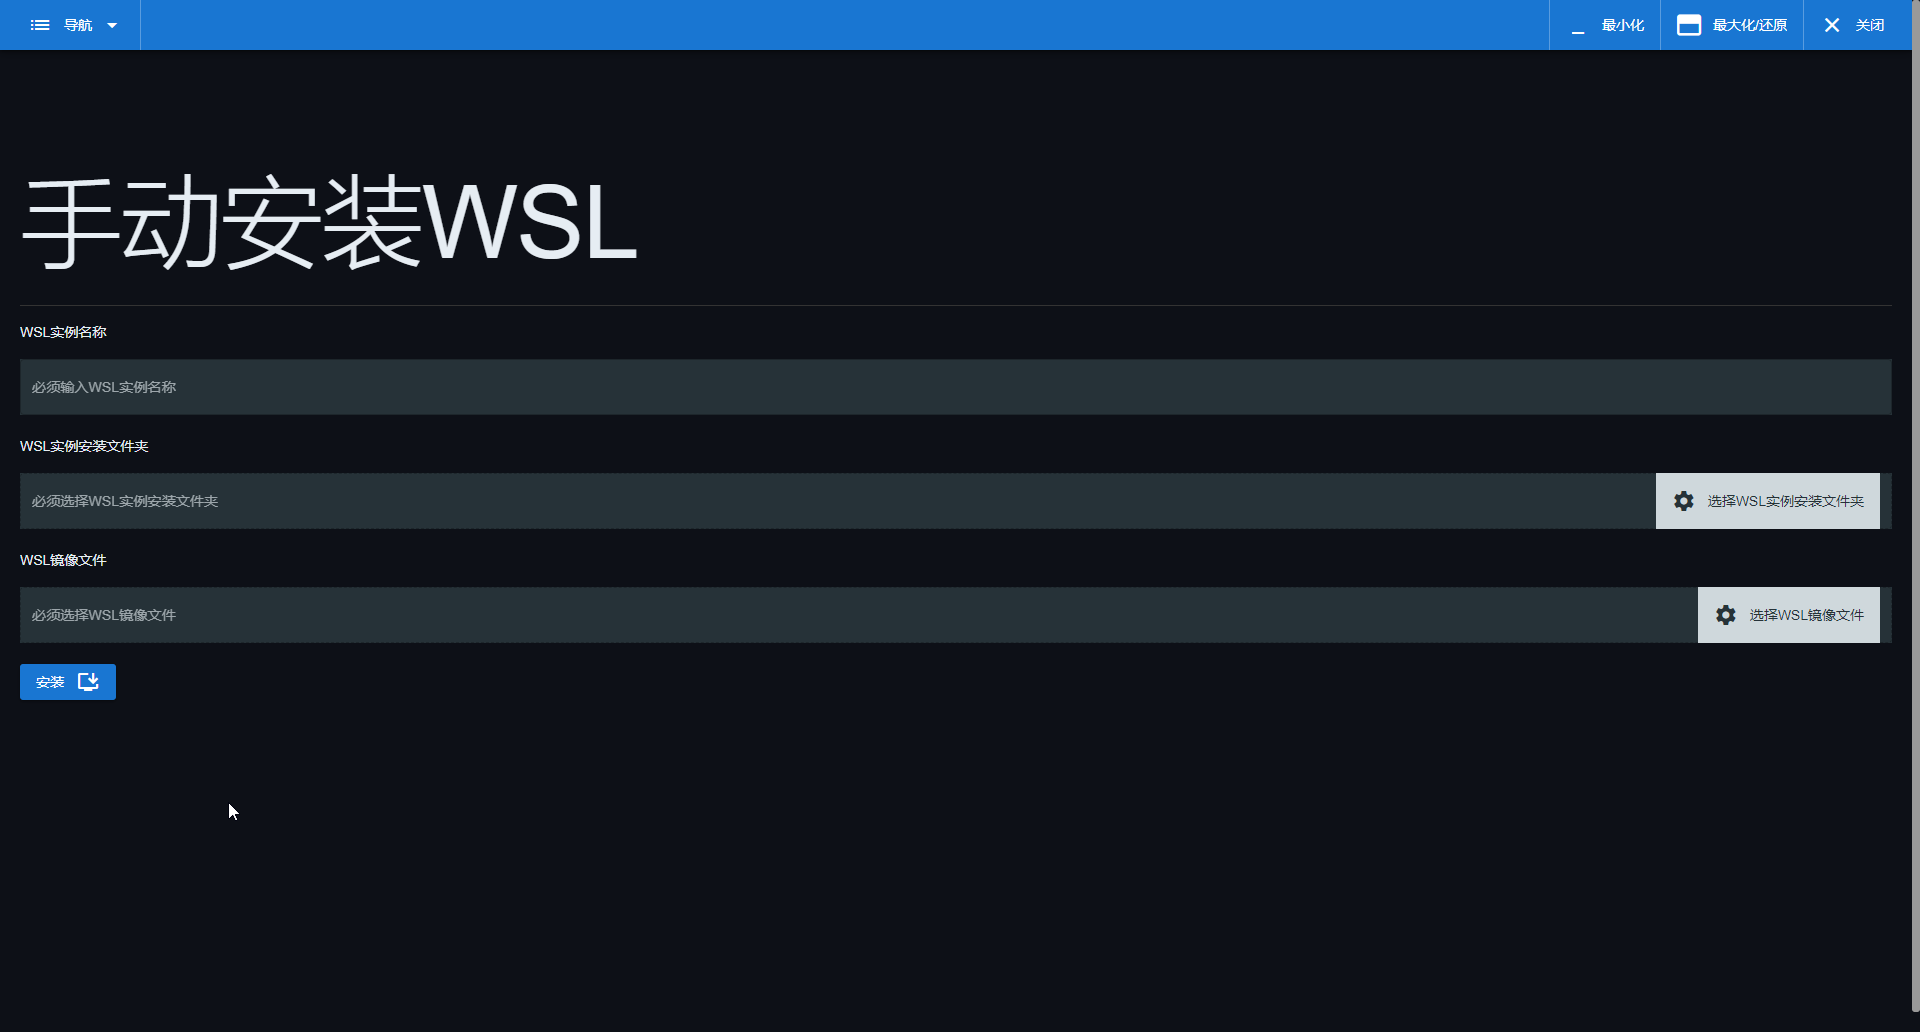 导航
最小化
最大化/还原
关闭
手动安装WSL
WSL实例名称
必须输入WSL实例名称
WSL实例安装文件夹
必须选择WSL实例安装文件夹
选择WSL实例安装文件夹
WSL镜像文件
必须选择WSL镜像文件
选择WSL镜像文件
安装